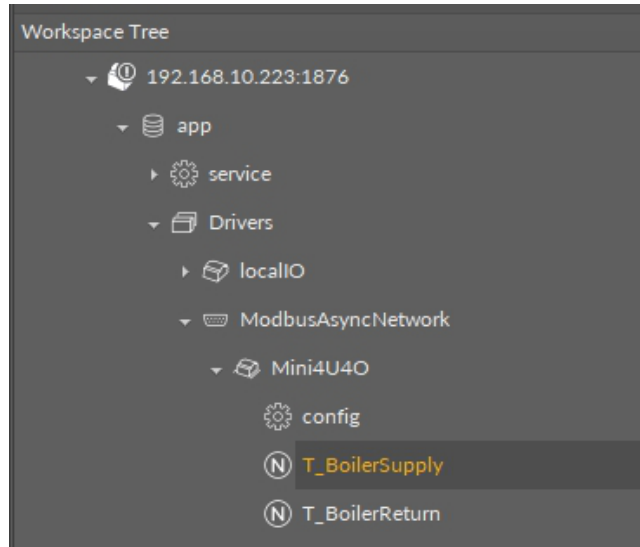 Workspace Tree
192.168.10.223:1876
app
service
Drivers
localIO
ModbusAsyncNetwork
Mini4U4O
config
N T_BoilerSupply
N T_BoilerReturn